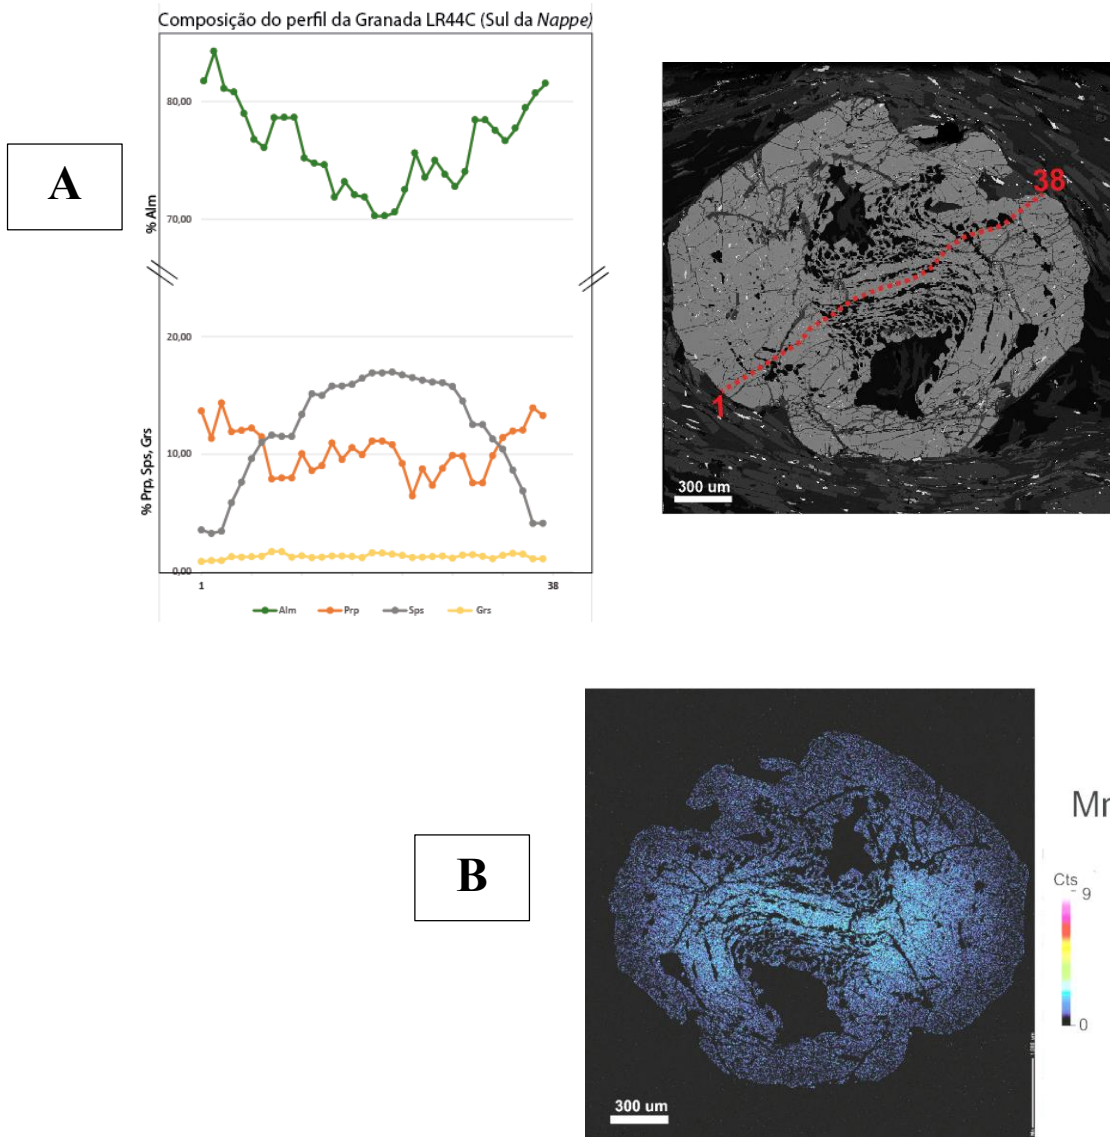 Composição do perfil da Granada LR44C (Sul da Nappe)
A
80,00
% Alm
70,00
20,00
% Prp, Sps, Grs
10,00
0,00
1
38
Alm Prp Sps Grs
38
1
300 um
B
Mn
Cts
9
0
300 um